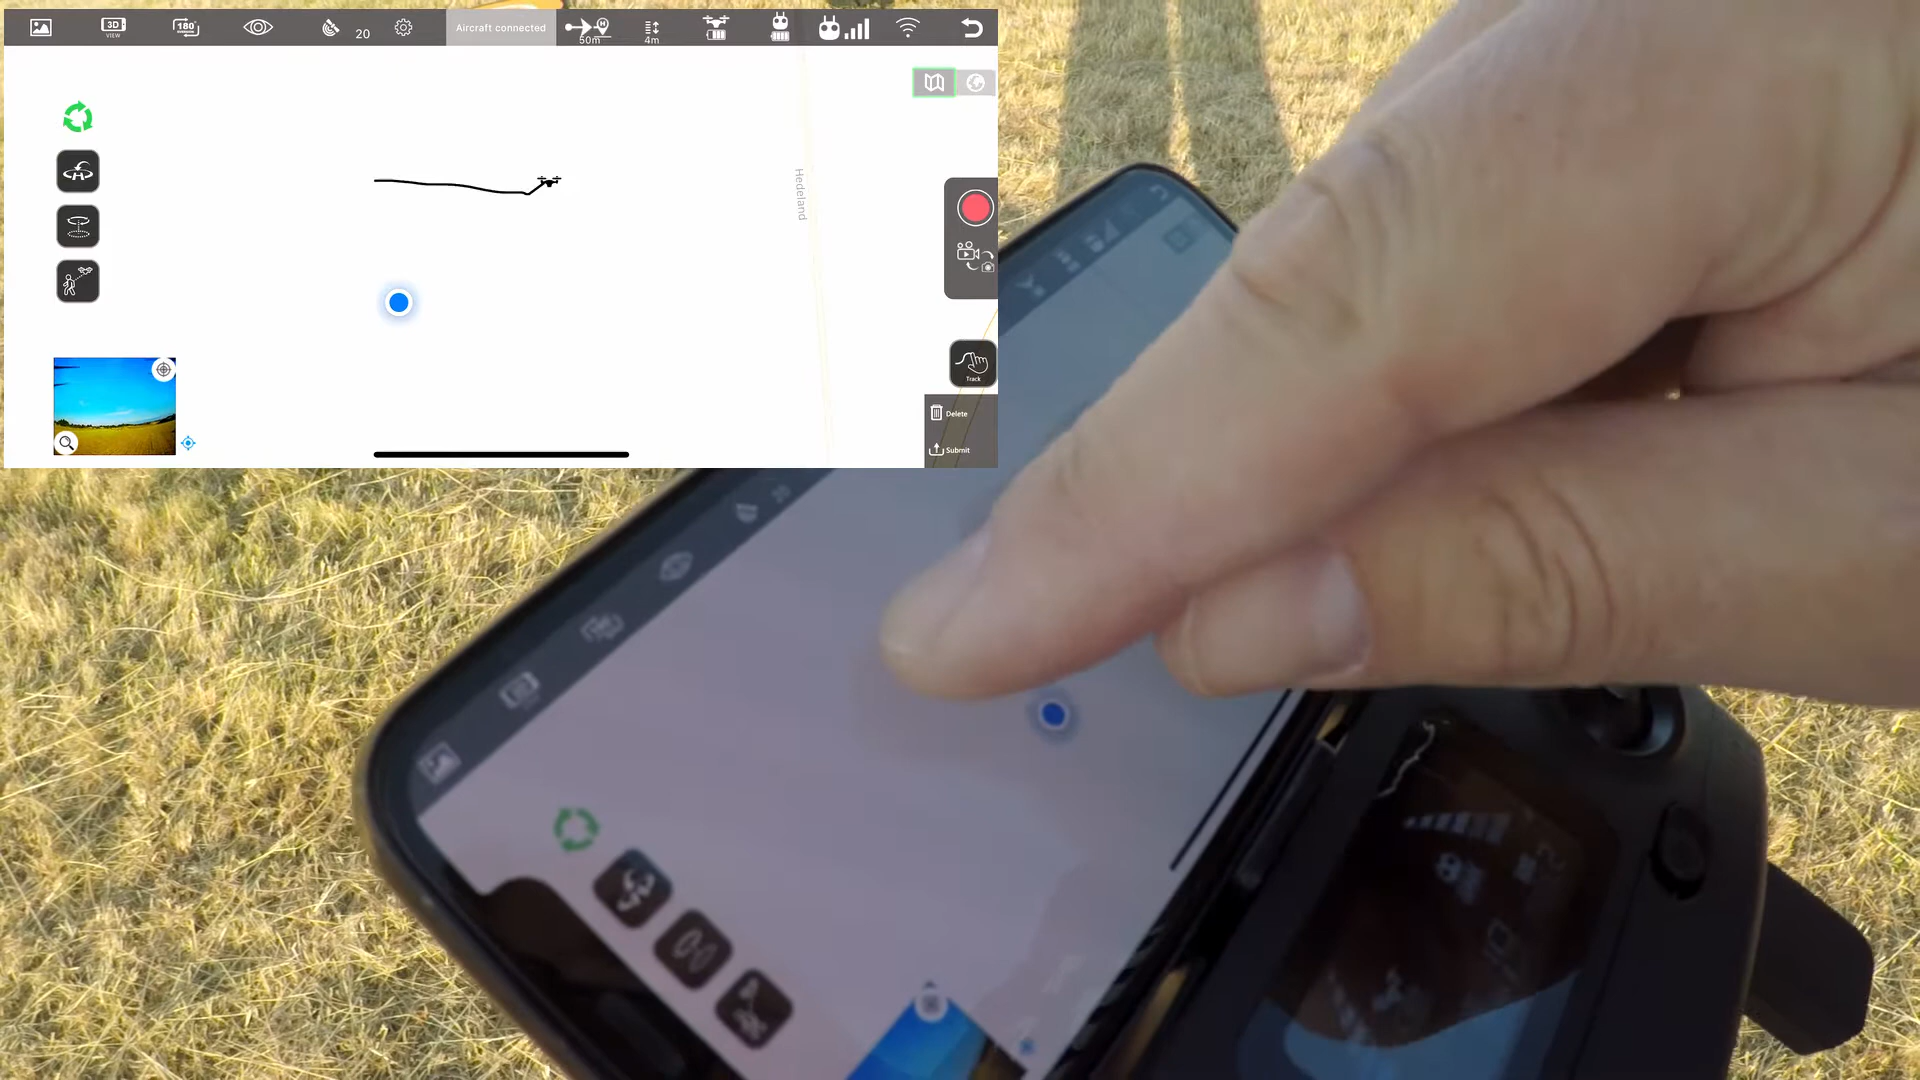 3D
VIEW
180°
20
Aircraft connected
50m
H
4m
Hedeland
Track
Delete
Submit